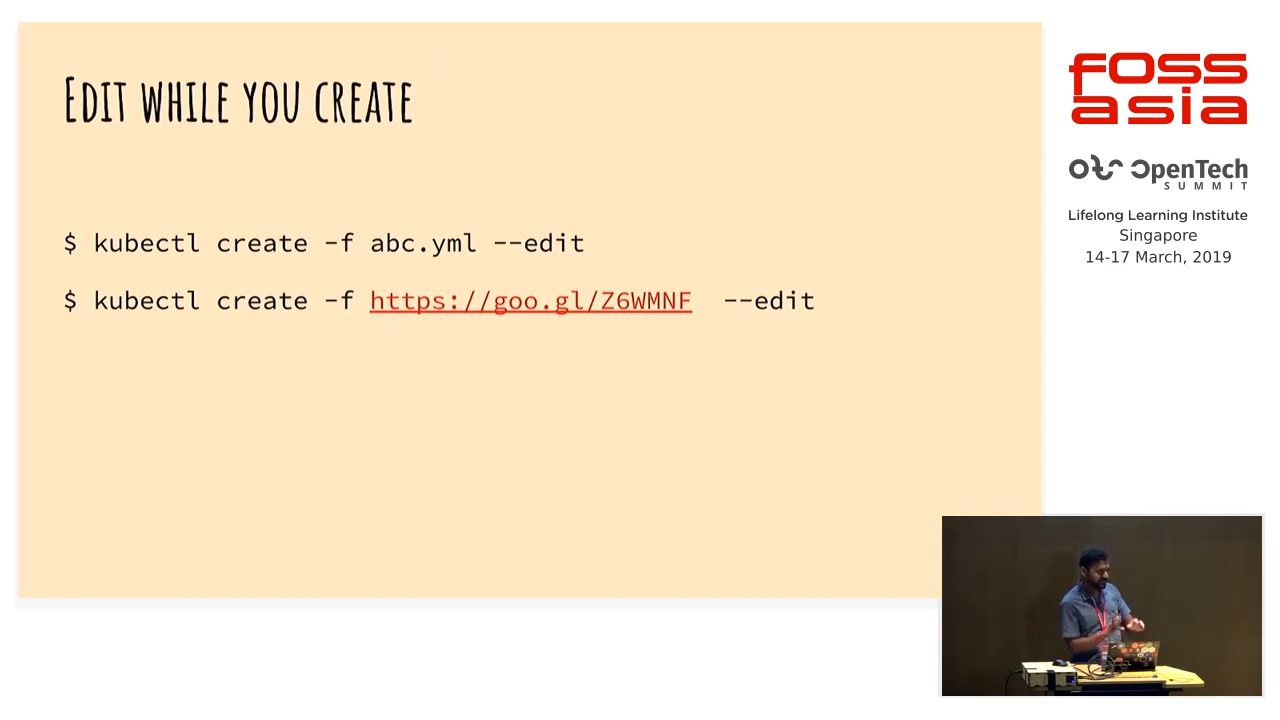 EDIT WHILE YOU CREATE
$ kubectl create -f abc.yml --edit
$ kubectl create -f https://goo.gl/Z6WMNF --edit
fOSS
asia
OpenTech
SUMMIT
Lifelong Learning Institute
Singapore
14-17 March, 2019